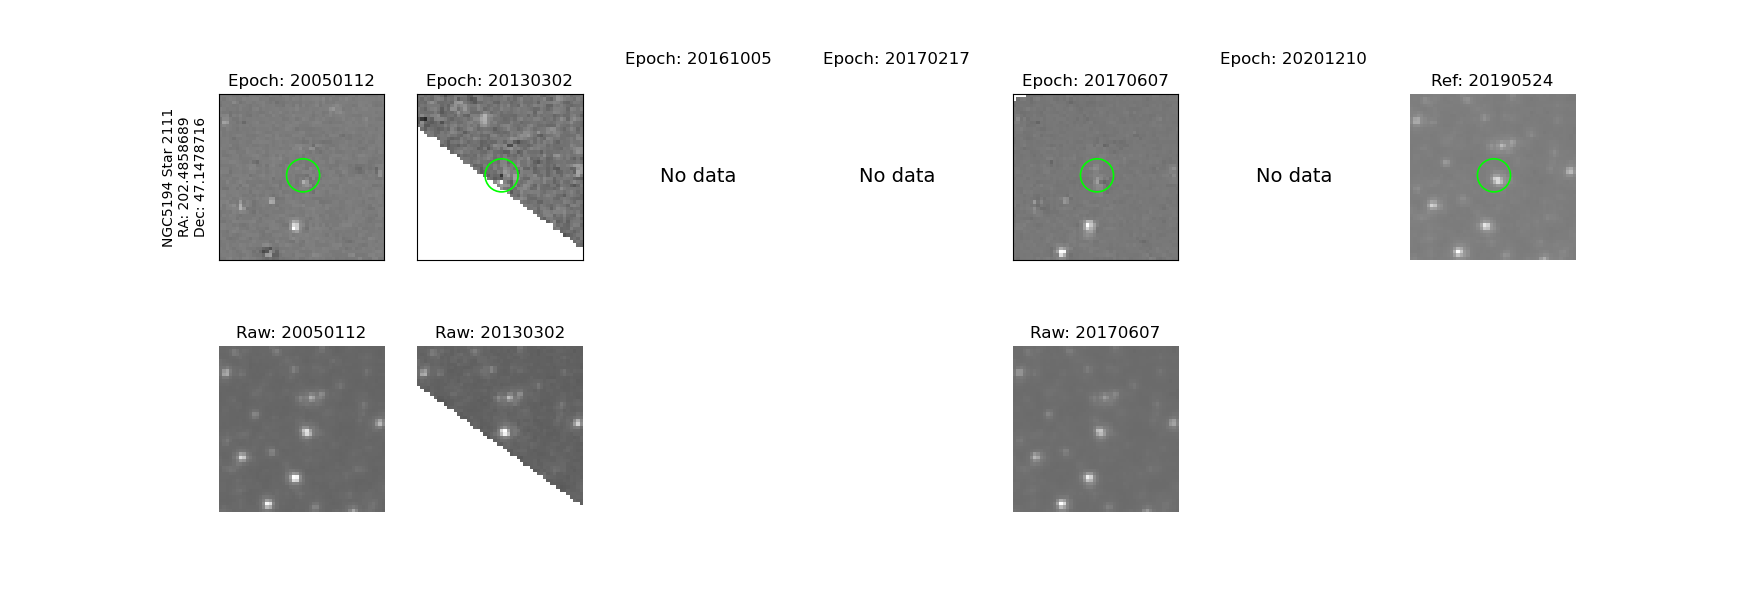 Epoch: 20050112
Epoch: 20130302
Epoch: 20161005
Epoch: 20170217
Epoch: 20170607
Epoch: 20201210
Ref: 20190524
NGC5194 Star 2111
RA: 202.4858689
Dec: 47.1478716
No data
No data
No data
Raw: 20050112
Raw: 20130302
Raw: 20170607